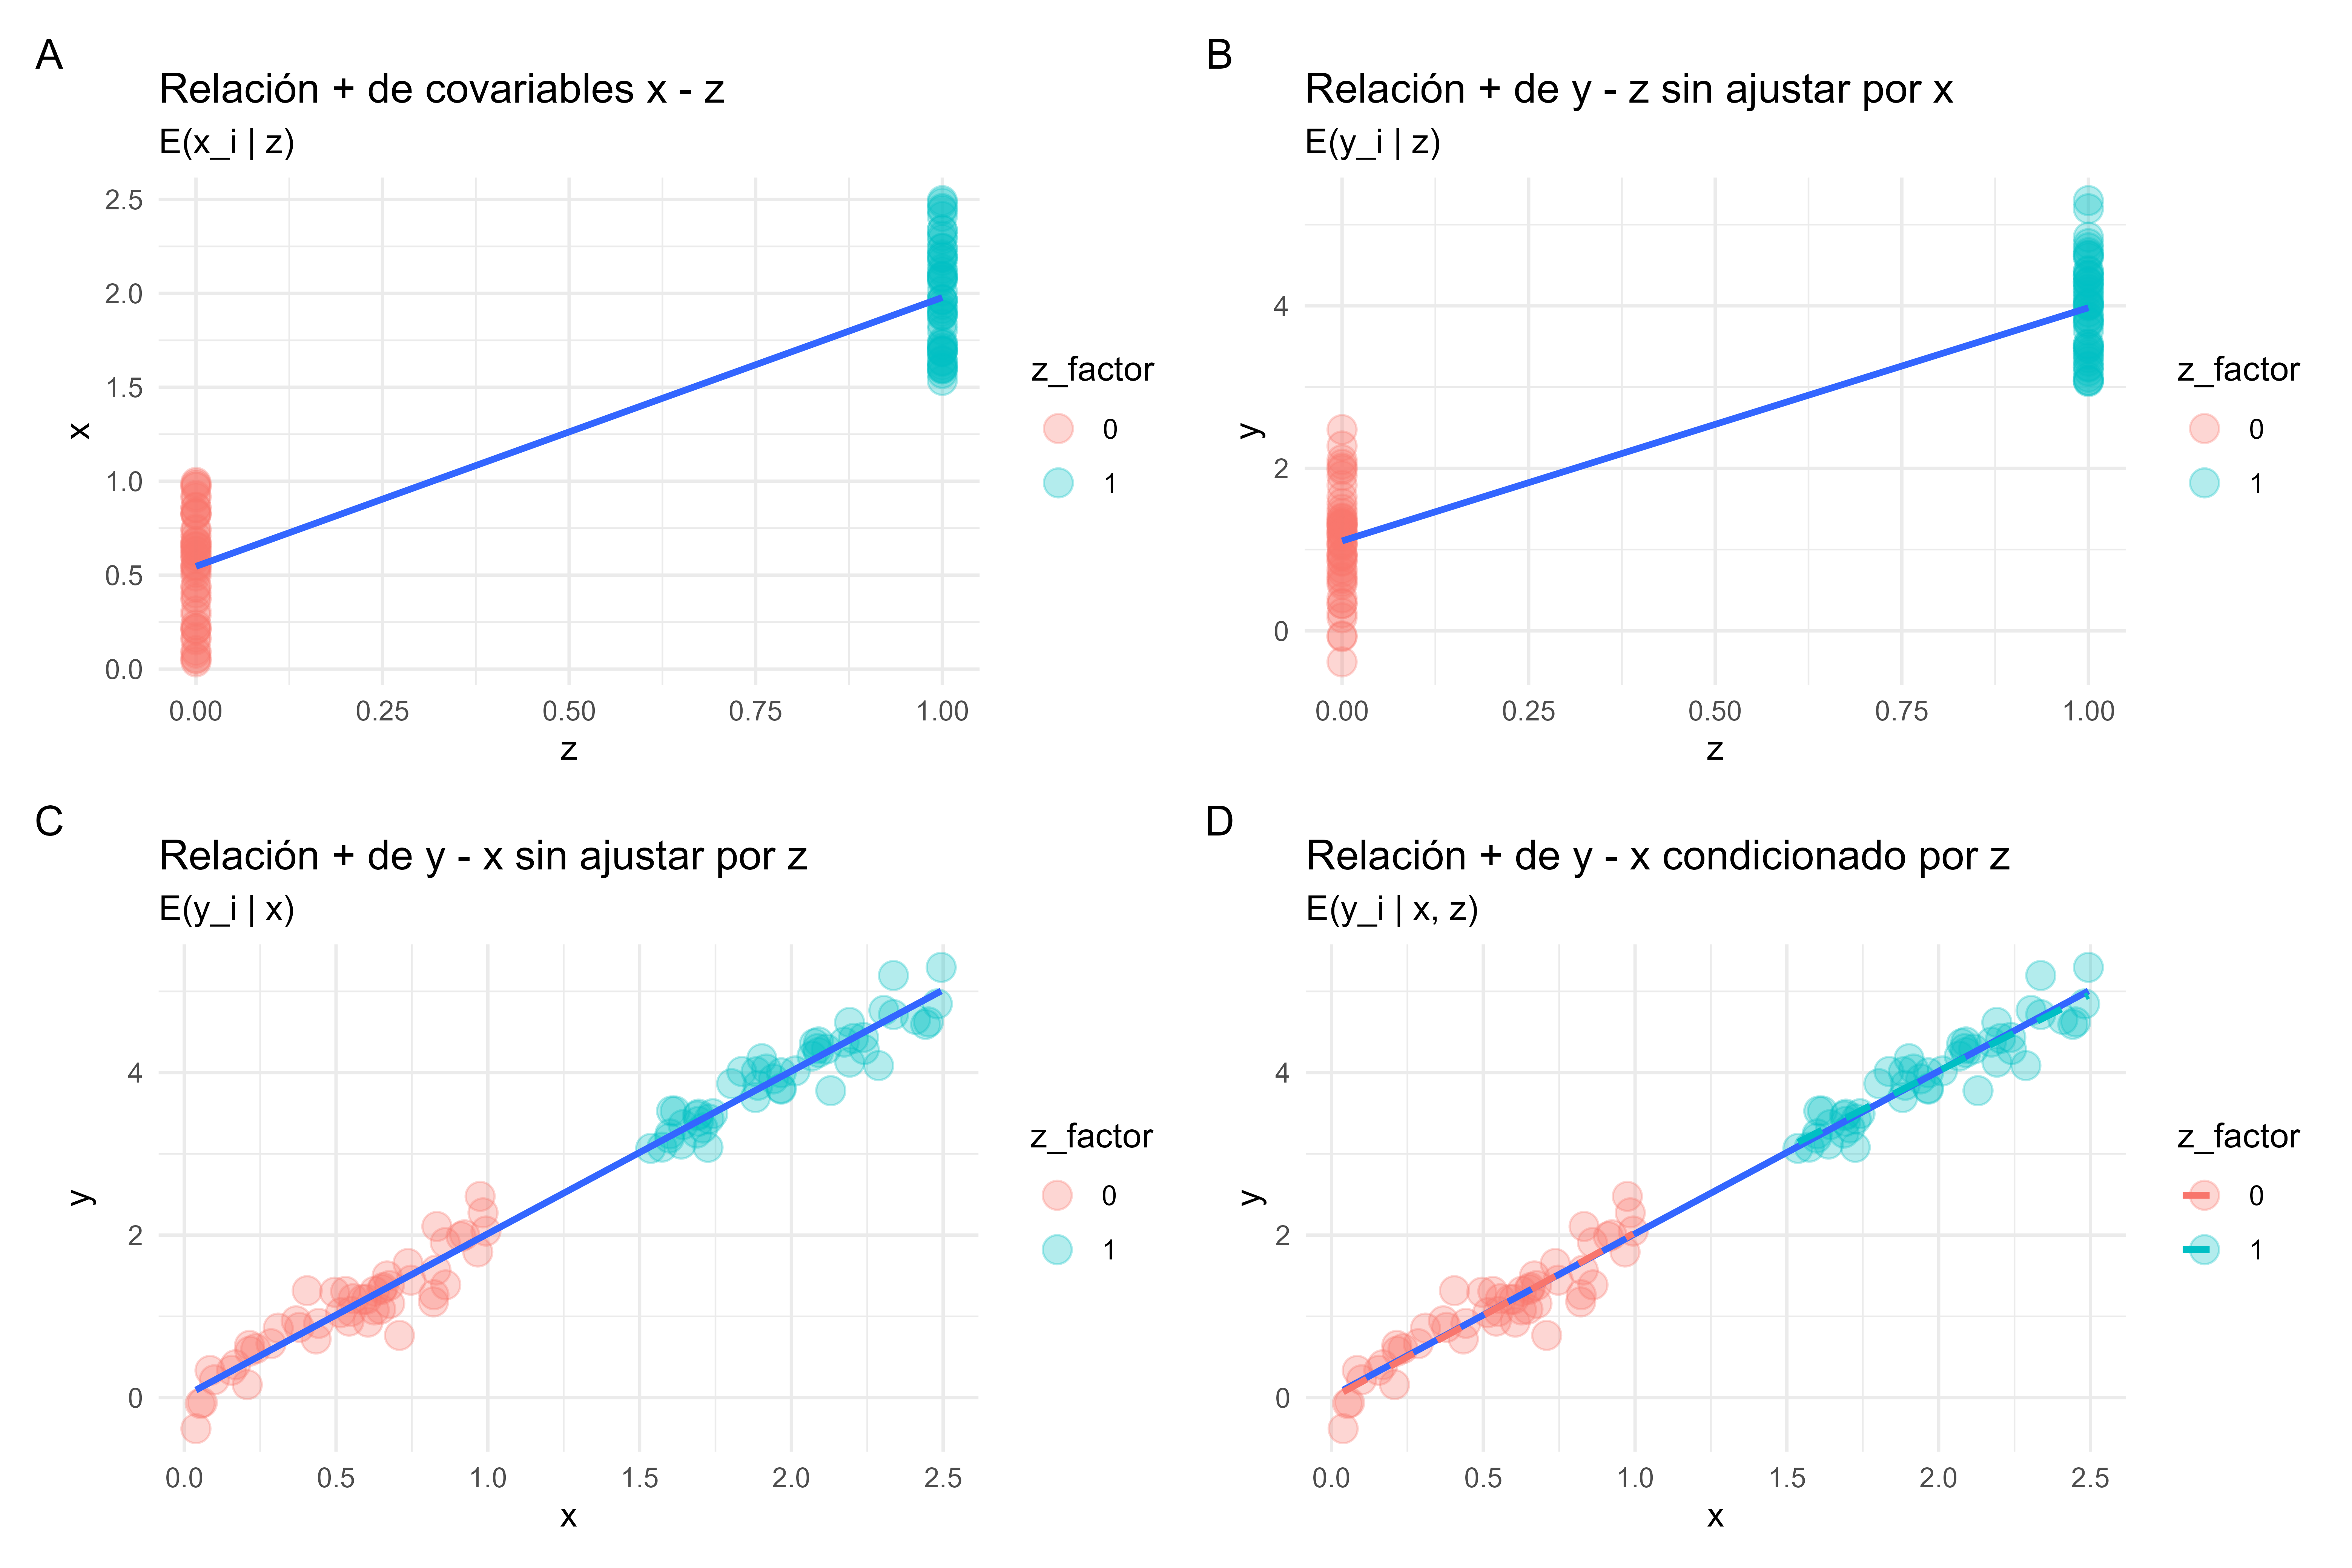 A
Relación + de covariables x - z
E(x_i | z)
2.5
2.0
1.5
1.0
0.5
0.0
x
0.00 0.25 0.50 0.75 1.00
z
z_factor
0
1
B
Relación + de y - z sin ajustar por x
E(y_i | z)
4
2
0
y
0.00 0.25 0.50 0.75 1.00
z
z_factor
0
1
C
Relación + de y - x sin ajustar por z
E(y_i | x)
4
2
0
y
0.0 0.5 1.0 1.5 2.0 2.5
x
z_factor
0
1
D
Relación + de y - x condicionado por z
E(y_i | x, z)
4
2
0
y
0.0 0.5 1.0 1.5 2.0 2.5
x
z_factor
0
1